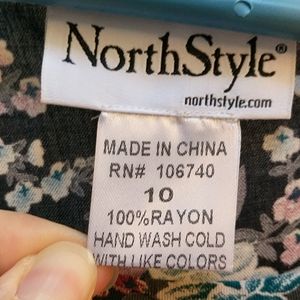 NorthStyle®
northstyle.com
MADE IN CHINA
RN# 106740
10
100%RAYON
HAND WASH COLD
WITH LIKE COLORS